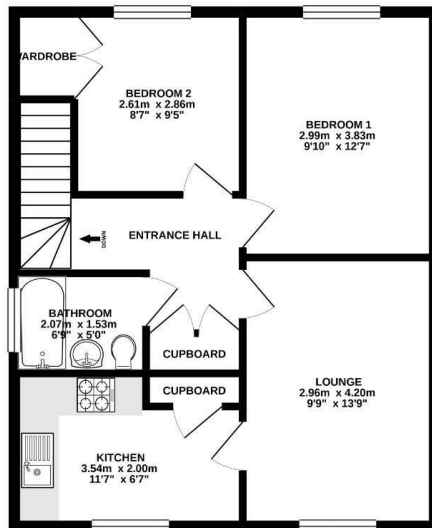 WARDROBE
BEDROOM 2
2.61m x 2.86m
8'7" x 9'5"
BEDROOM 1
2.99m x 3.83m
9'10" x 12'7"
DOWN
ENTRANCE HALL
BATHROOM
2.07m x 1.53m
6'9" x 5'0"
CUPBOARD
CUPBOARD
LOUNGE
2.96m x 4.20m
9'9" x 13'9"
KITCHEN
3.54m x 2.00m
11'7" x 6'7"